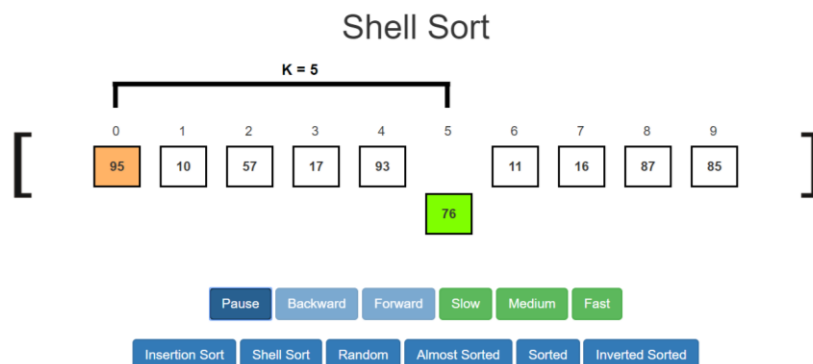 Shell Sort
K = 5
0 1 2 3 4 5 6 7 8 9
[ 95 10 57 17 93 11 16 87 85 ]
76
Pause Backward Forward Slow Medium Fast
Insertion Sort Shell Sort Random Almost Sorted Sorted Inverted Sorted